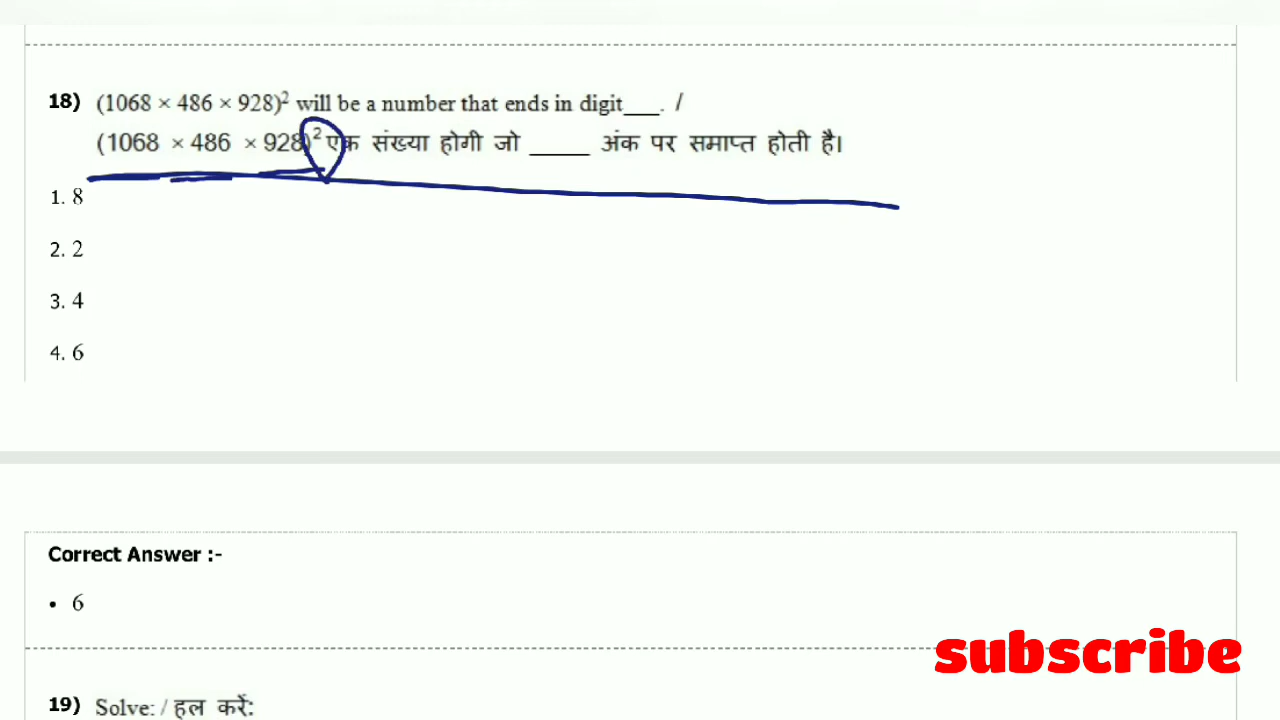 18) (1068 × 486 × 928)² will be a number that ends in digit___. /
(1068 × 486 × 928)² एक संख्या होगी जो _____ अंक पर समाप्त होती है।
1. 8
2. 2
3. 4
4. 6
Correct Answer :-
• 6
subscribe
19) Solve: / हल करें: